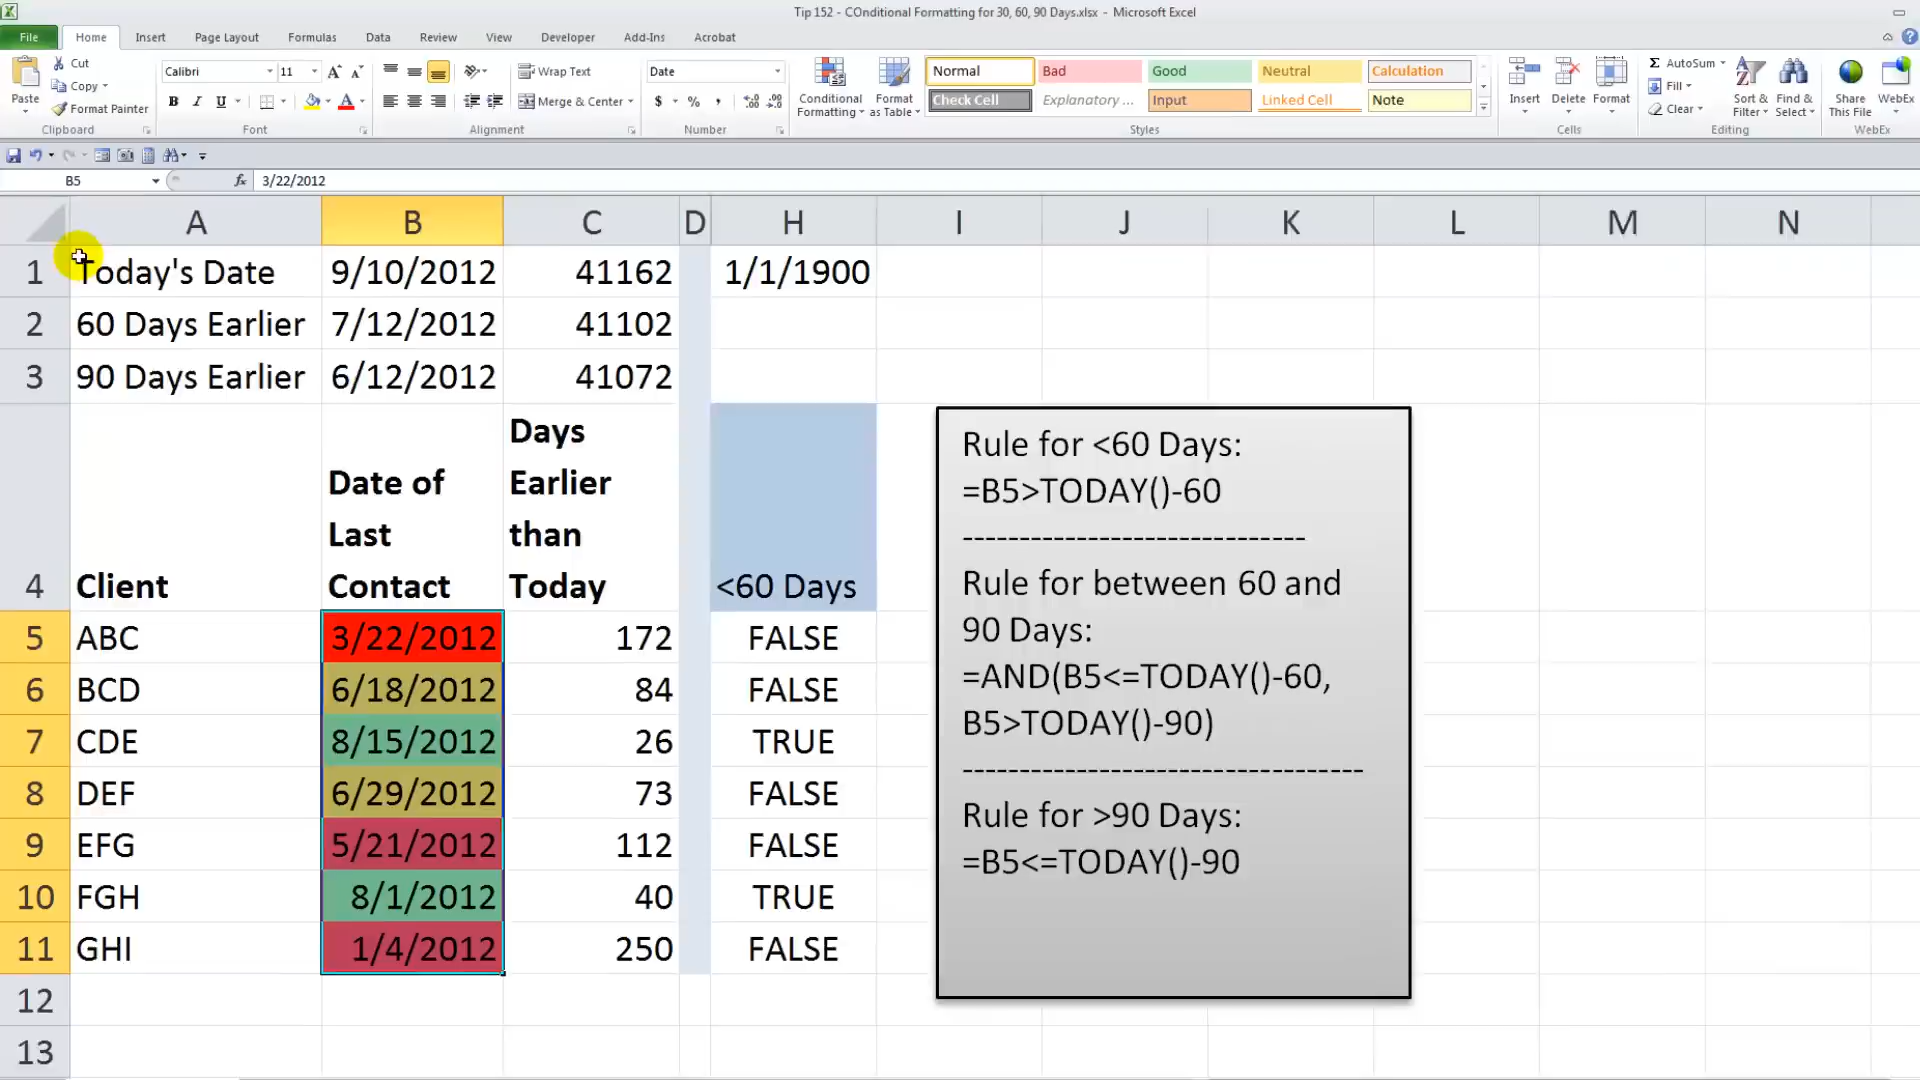 Tip 152 - COnditional Formatting for 30, 60, 90 Days.xlsx - Microsoft Excel
File Home Insert Page Layout Formulas Data Review View Developer Add-Ins Acrobat
Paste
Cut
Copy
Format Painter
Clipboard
Calibri 11
B I U
Font
Wrap Text
Merge & Center
Alignment
Date
$ % ,
Number
Conditional Formatting
Format as Table
Normal Bad Good Neutral Calculation
Check Cell Explanatory ... Input Linked Cell Note
Styles
Insert Delete Format
Cells
AutoSum
Fill
Clear
Sort & Filter
Find & Select
Editing
Share This File
WebEx
WebEx
B5 fx 3/22/2012
A B C D H I J K L M N
1 Today's Date 9/10/2012 41162 1/1/1900
2 60 Days Earlier 7/12/2012 41102
3 90 Days Earlier 6/12/2012 41072
4 Client
Date of
Last
Contact
Days
Earlier
than
Today
<60 Days
5 ABC 3/22/2012 172 FALSE
6 BCD 6/18/2012 84 FALSE
7 CDE 8/15/2012 26 TRUE
8 DEF 6/29/2012 73 FALSE
9 EFG 5/21/2012 112 FALSE
10 FGH 8/1/2012 40 TRUE
11 GHI 1/4/2012 250 FALSE
12
13
Rule for <60 Days:
=B5>TODAY()-60
----------------------------
Rule for between 60 and
90 Days:
=AND(B5<=TODAY()-60,
B5>TODAY()-90)
---------------------------------
Rule for >90 Days:
=B5<=TODAY()-90